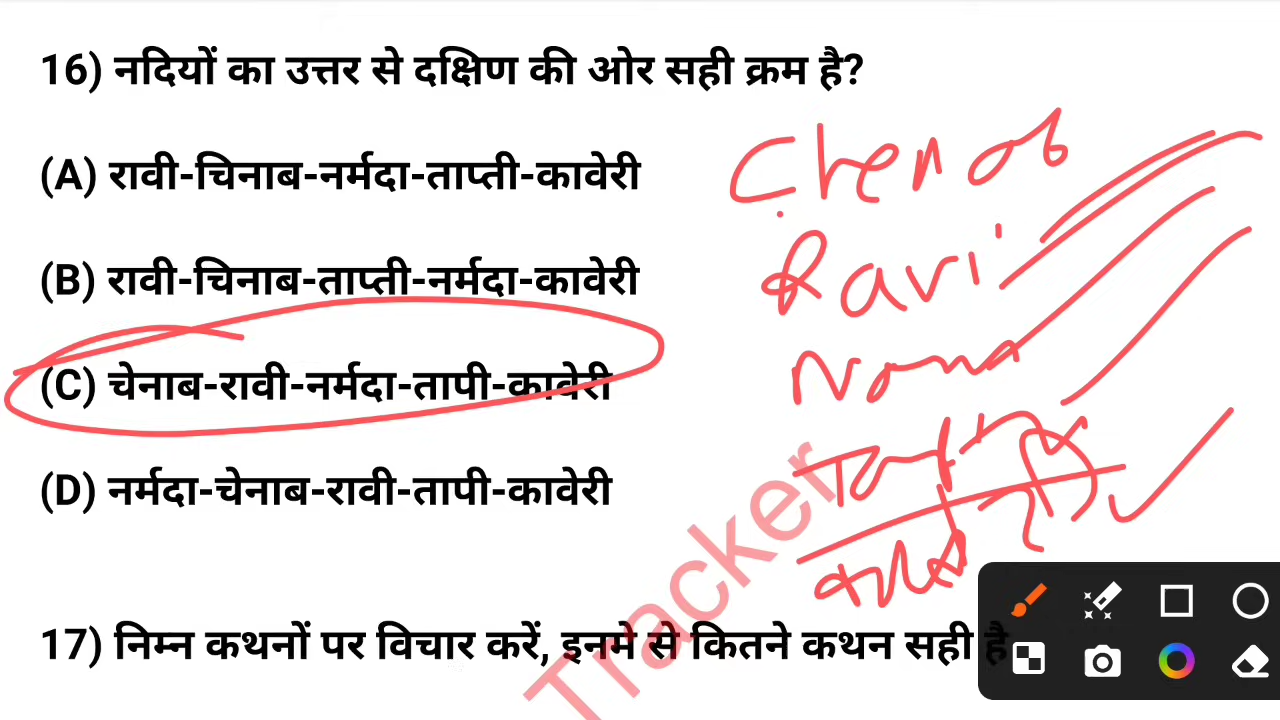 16) नदियों का उत्तर से दक्षिण की ओर सही क्रम है?
(A) रावी-चिनाब-नर्मदा-ताप्ती-कावेरी
Chenab
(B) रावी-चिनाब-ताप्ती-नर्मदा-कावेरी
Ravi
(C) चेनाब-रावी-नर्मदा-तापी-कावेरी
(D) नर्मदा-चेनाब-रावी-तापी-कावेरी
Tracker
17) निम्न कथनों पर विचार करें, इनमे से कितने कथन सही है